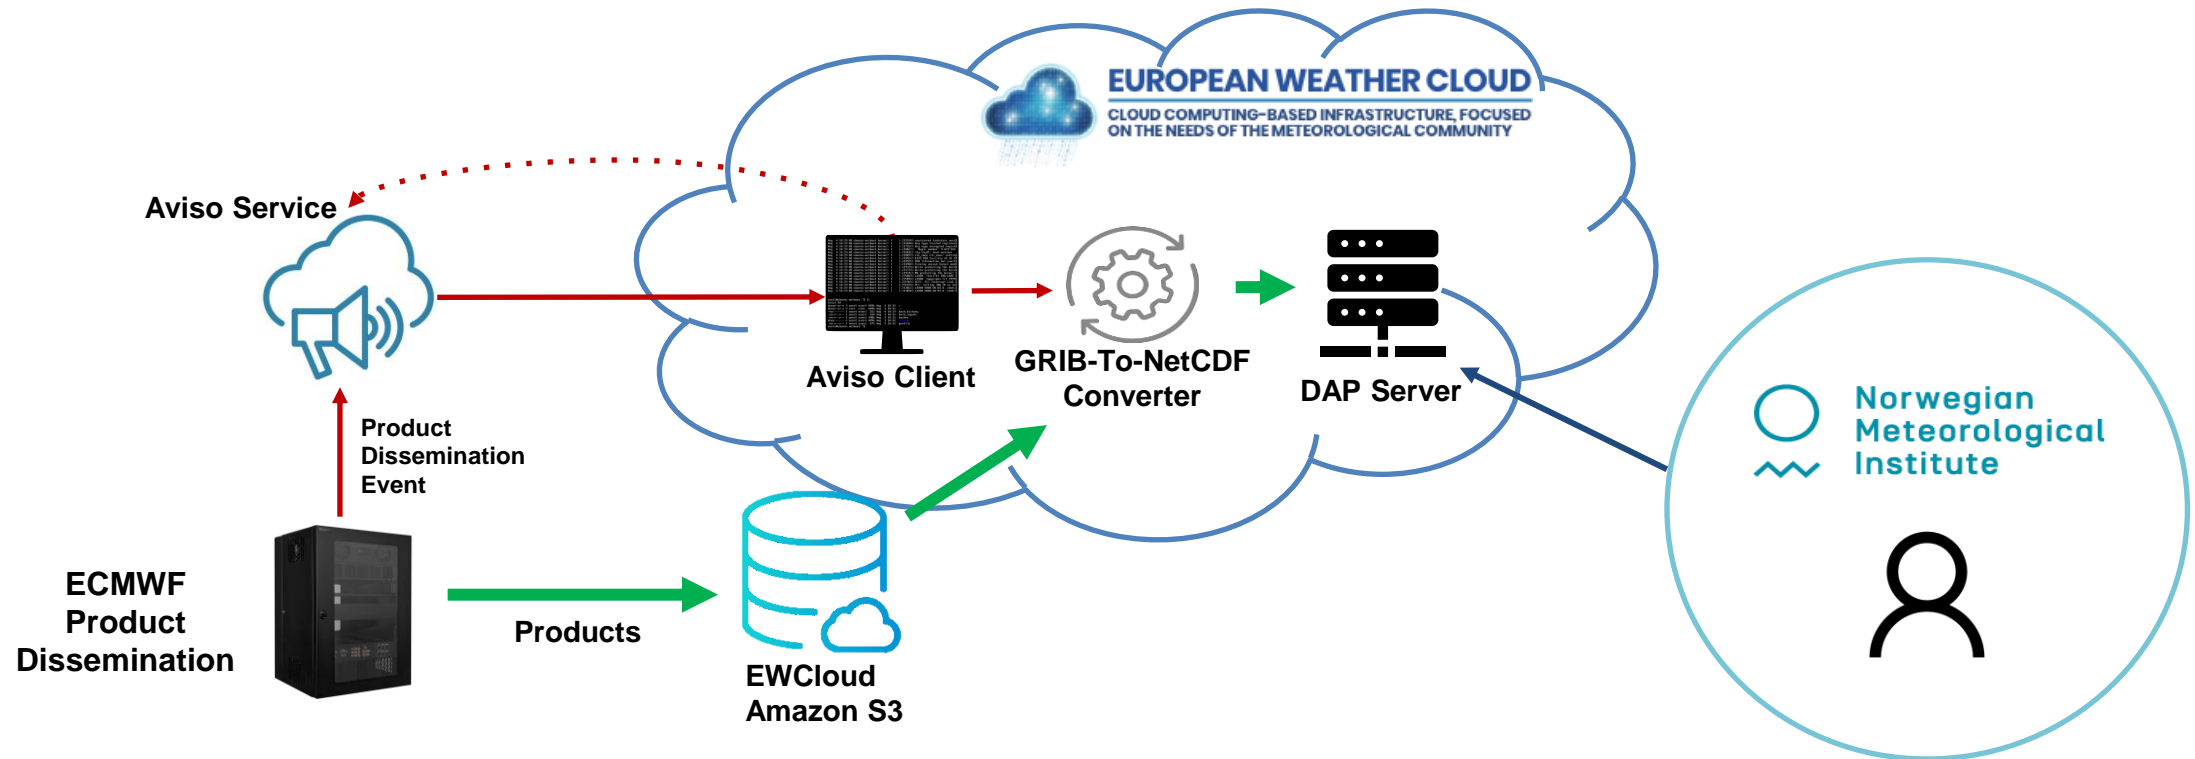 EUROPEAN WEATHER CLOUD
CLOUD COMPUTING-BASED INFRASTRUCTURE, FOCUSED
ON THE NEEDS OF THE METEOROLOGICAL COMMUNITY
Aviso Service
Aviso Client
GRIB-To-NetCDF
Converter
DAP Server
Norwegian
Meteorological
Institute
Product
Dissemination
Event
ECMWF
Product
Dissemination
Products
EWCloud
Amazon S3